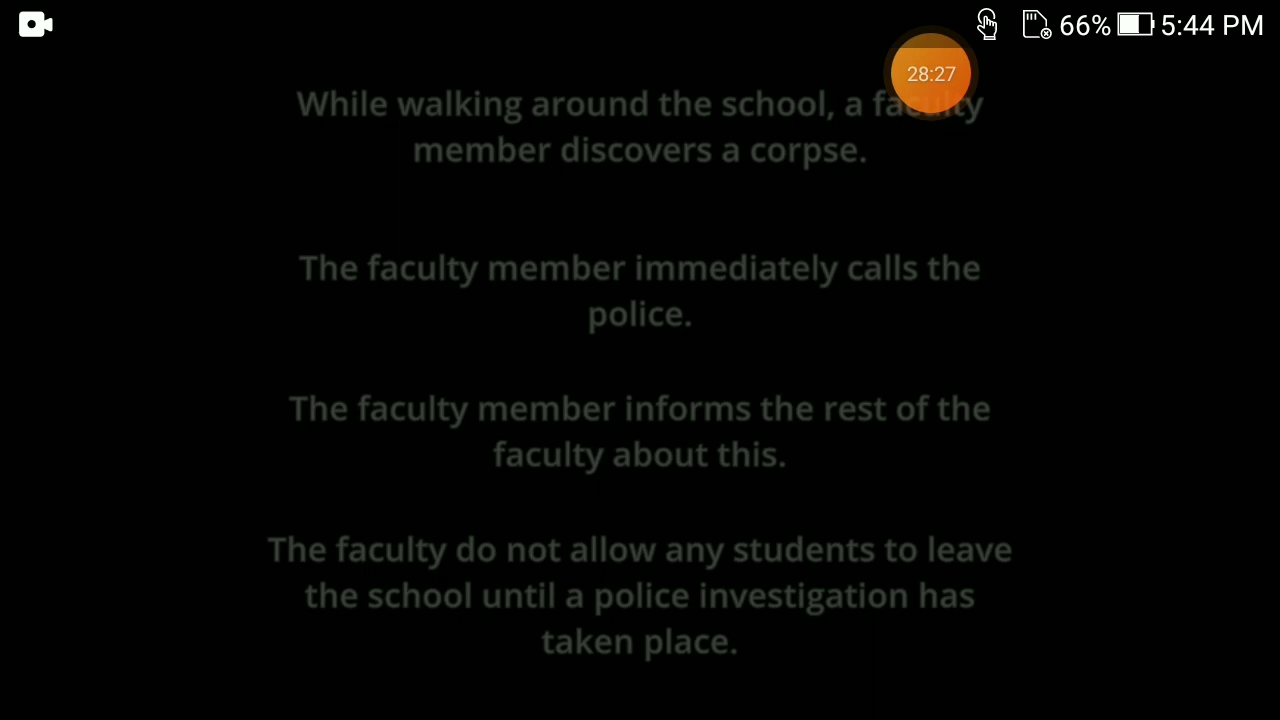 66% 5:44 PM
28:27
While walking around the school, a faculty
member discovers a corpse.
The faculty member immediately calls the
police.
The faculty member informs the rest of the
faculty about this.
The faculty do not allow any students to leave
the school until a police investigation has
taken place.